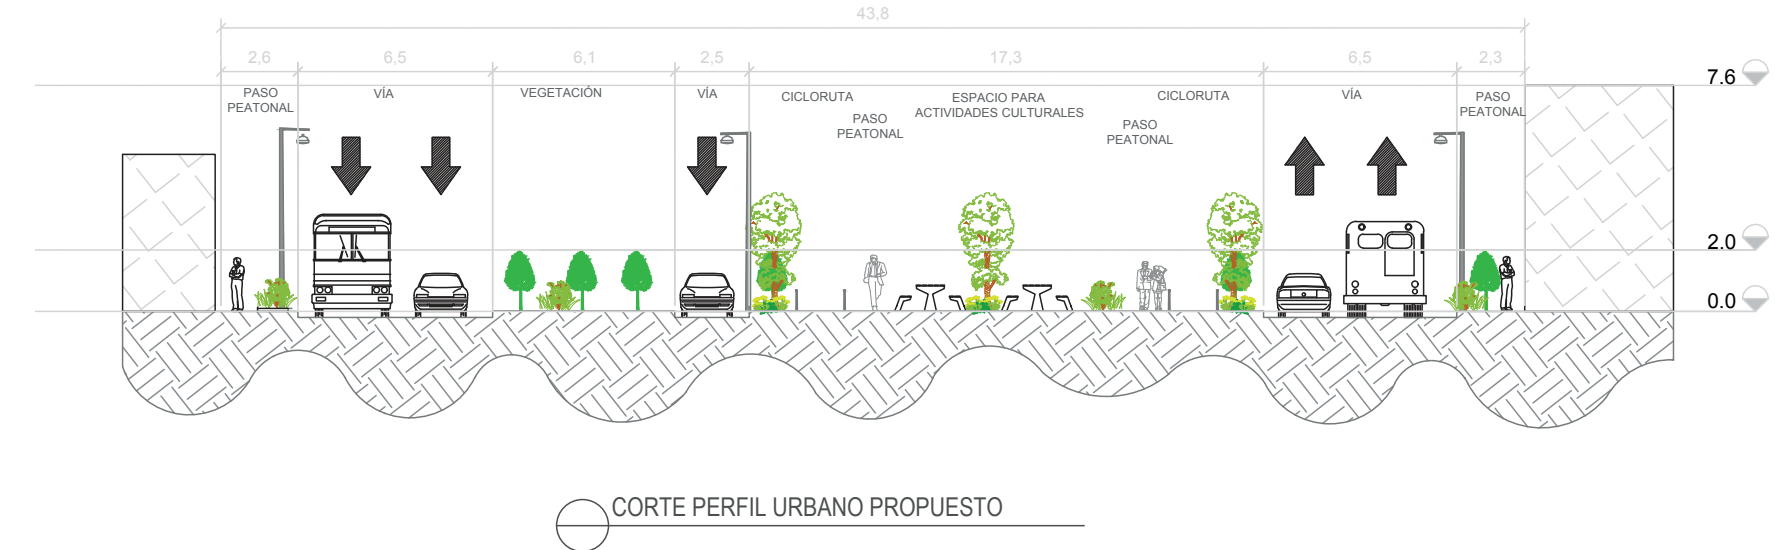 43,8
2,6
6,5
6,1
2,5
17,3
6,5
2,3
7.6
PASO
PEATONAL
VÍA
VEGETACIÓN
VÍA
CICLORUTA
PASO
PEATONAL
ESPACIO PARA
ACTIVIDADES CULTURALES
PASO
PEATONAL
CICLORUTA
VÍA
PASO
PEATONAL
2.0
0.0
CORTE PERFIL URBANO PROPUESTO